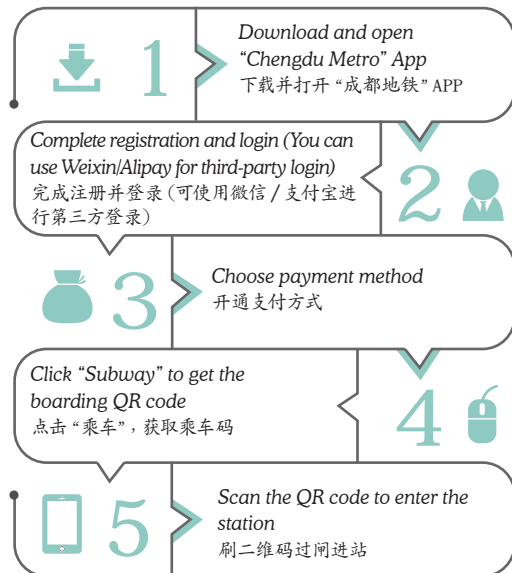 1
Download and open
“Chengdu Metro” App
下载并打开“成都地铁”APP
Complete registration and login (You can
use Weixin/Alipay for third-party login)
完成注册并登录(可使用微信/支付宝进
行第三方登录)
2
3
Choose payment method
开通支付方式
Click “Subway” to get the
boarding QR code
点击“乘车”,获取乘车码
4
5
Scan the QR code to enter the
station
刷二维码过闸进站